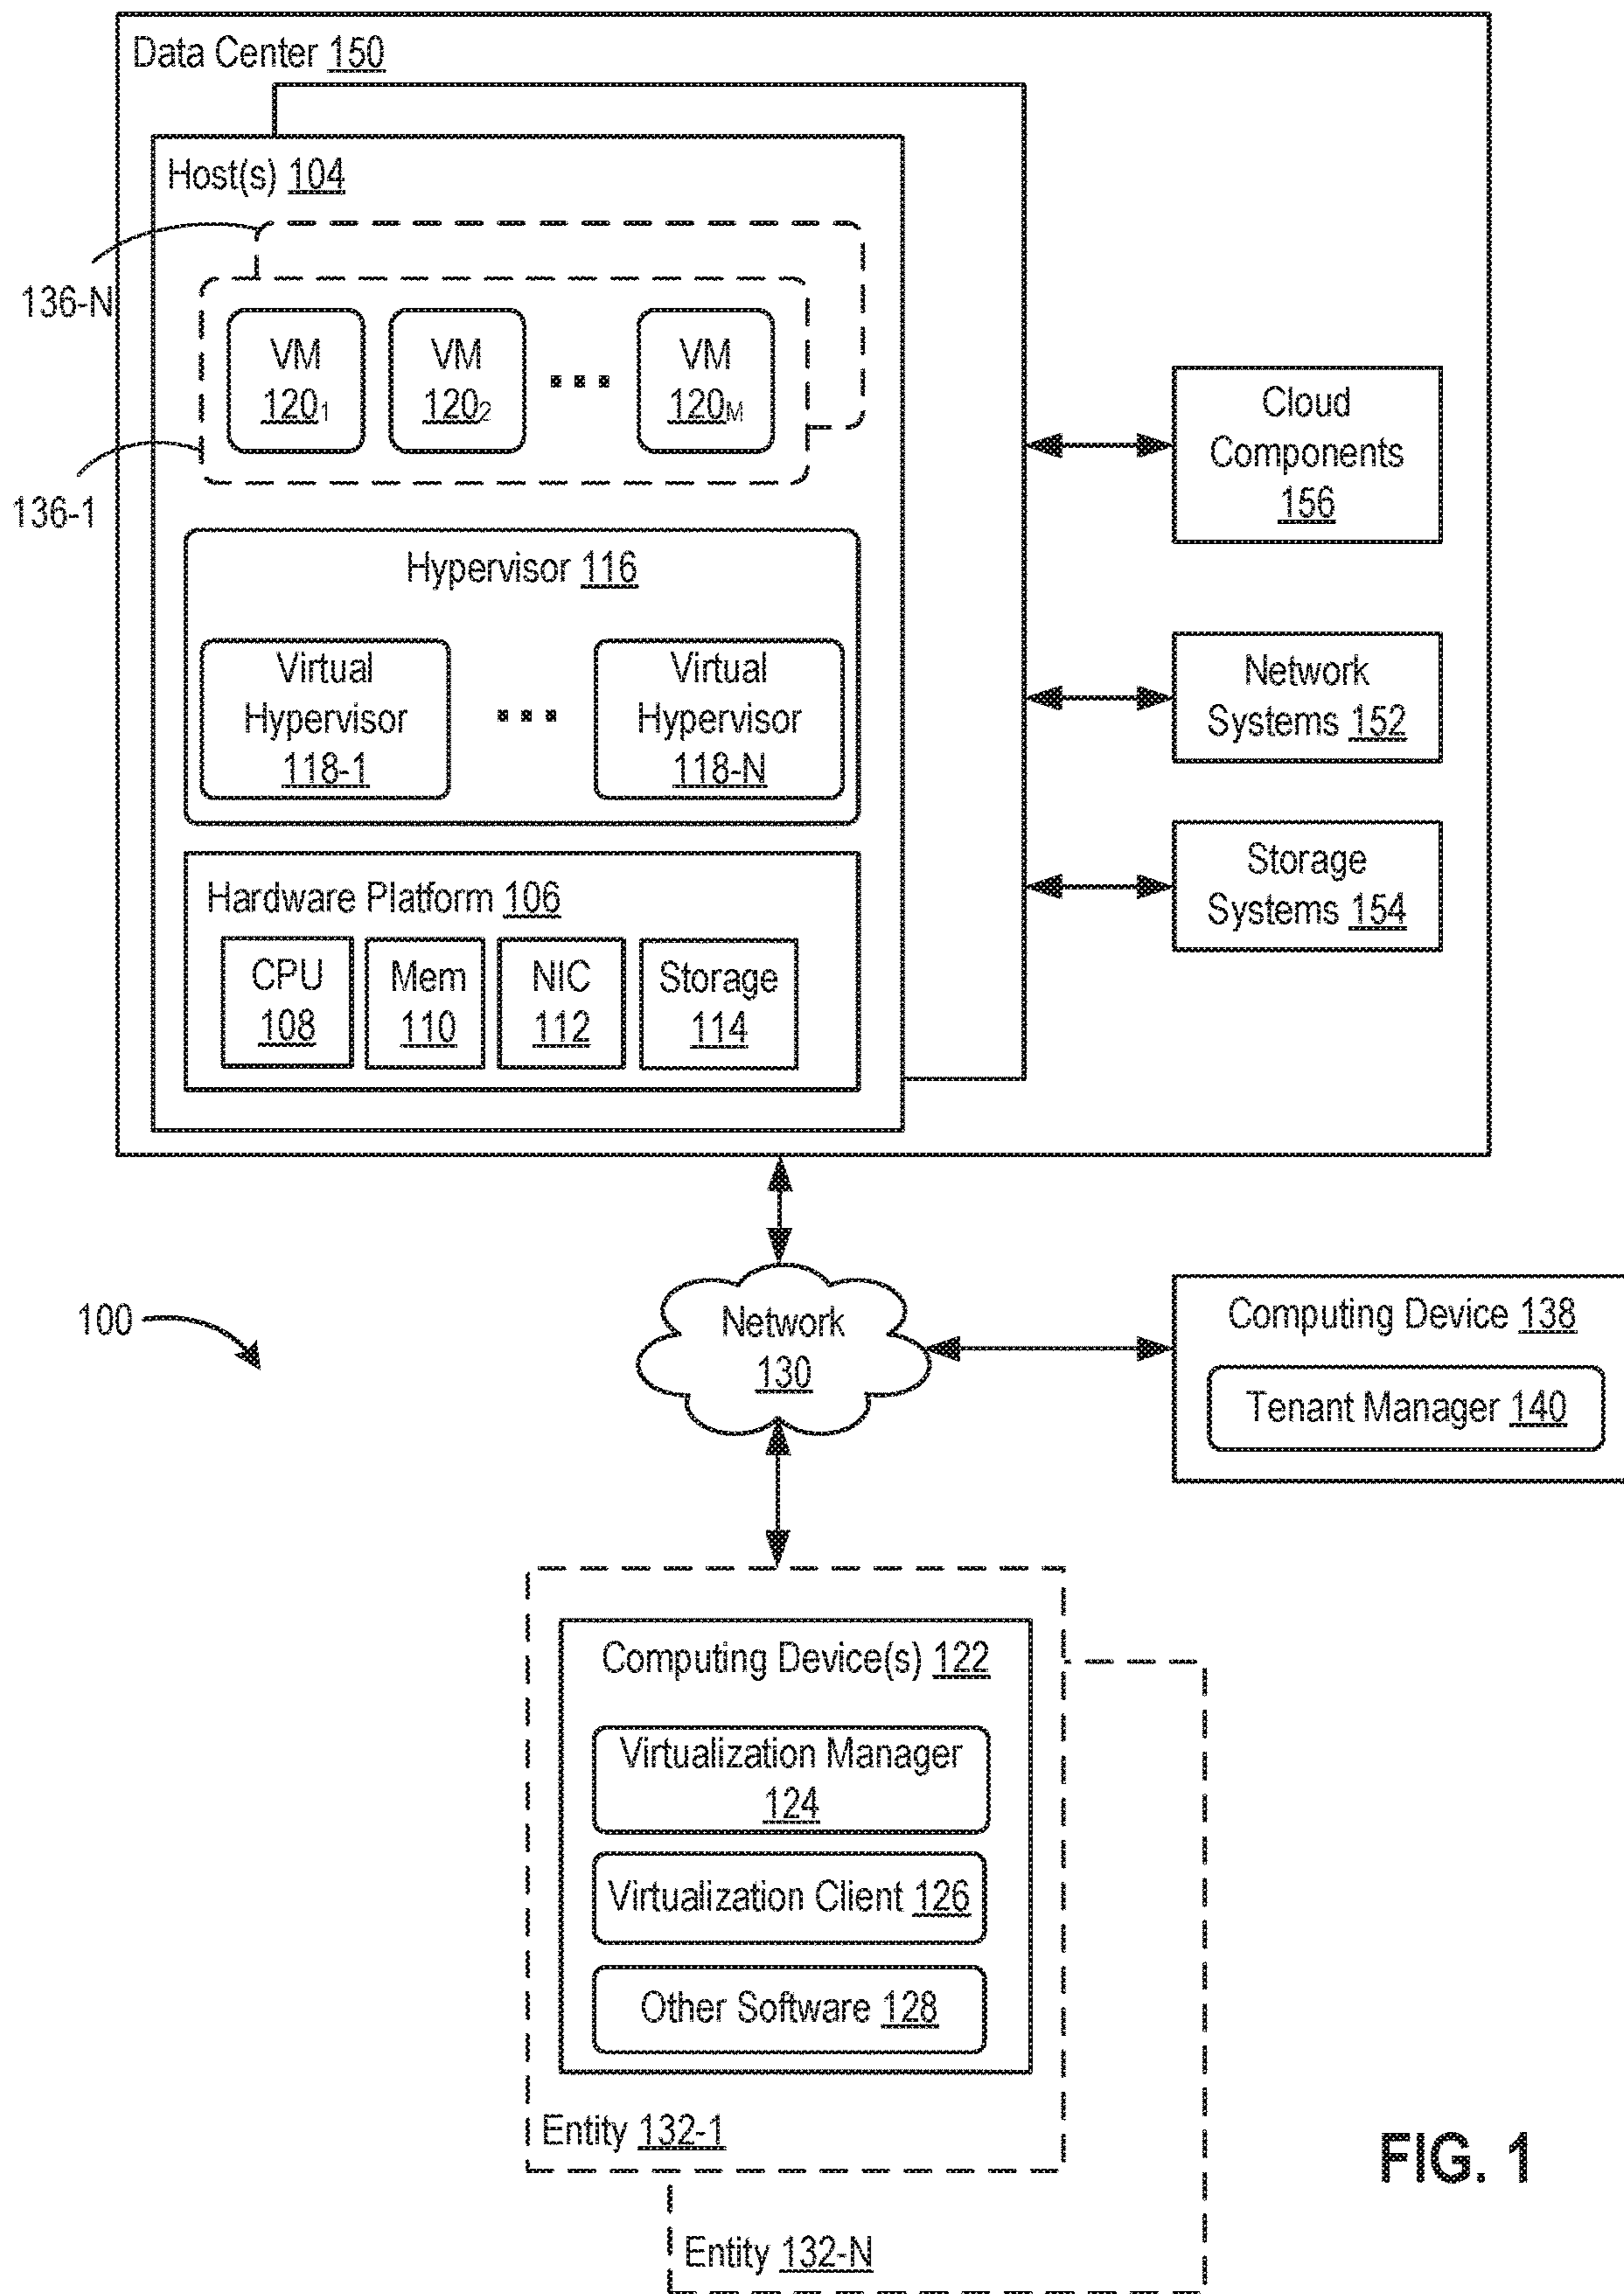 Data Center 150
Host(s) 104
136-N
VM
120₁
VM
120₂
...
VM
120M
136-1
Hypervisor 116
Virtual
Hypervisor
118-1
...
Virtual
Hypervisor
118-N
Hardware Platform 106
CPU
108
Mem
110
NIC
112
Storage
114
Cloud
Components
156
Network
Systems 152
Storage
Systems 154
100
Network
130
Computing Device 138
Tenant Manager 140
Computing Device(s) 122
Virtualization Manager
124
Virtualization Client 126
Other Software 128
Entity 132-1
Entity 132-N
FIG. 1